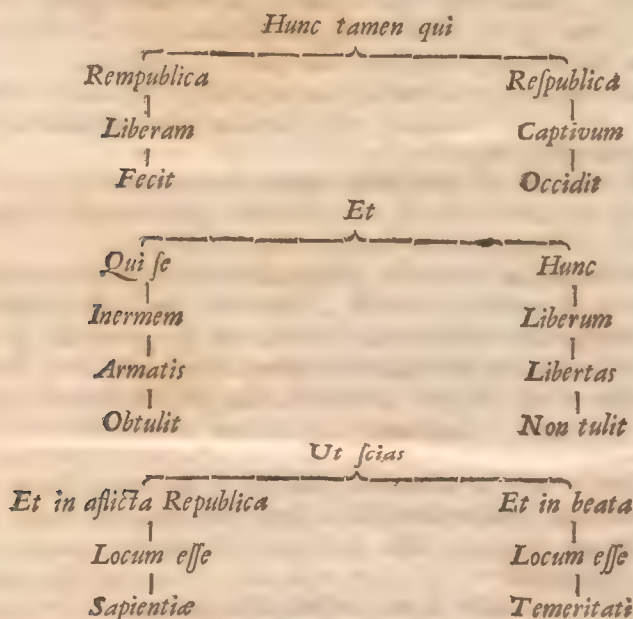 Hunc tamen qui
Rempublica Reſpublica
Liberam Captivum
Fecit Occidit
Et
Qui ſe Hunc
Inermem Liberum
Armatis Libertas
Obtulit Non tulit
Ut ſcias
Et in aflicta Republica Et in beata
Locum eſſe Locum eſſe
Sapientiæ Temeritati